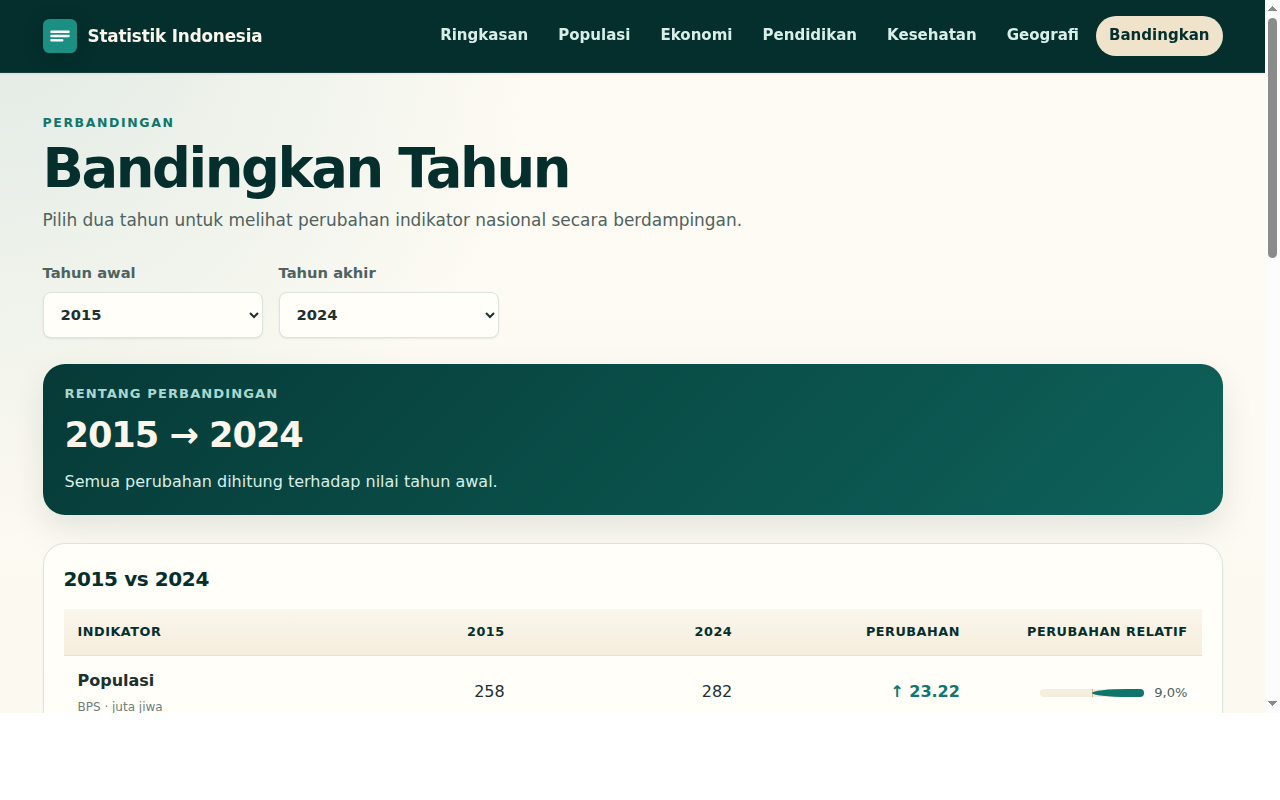 Statistik Indonesia
Ringkasan Populasi Ekonomi Pendidikan Kesehatan Geografi Bandingkan
PERBANDINGAN
Bandingkan Tahun
Pilih dua tahun untuk melihat perubahan indikator nasional secara berdampingan.
Tahun awal Tahun akhir
2015 2024
RENTANG PERBANDINGAN
2015 → 2024
Semua perubahan dihitung terhadap nilai tahun awal.
2015 vs 2024
INDIKATOR 2015 2024 PERUBAHAN PERUBAHAN RELATIF
Populasi 258 282 ↑ 23.22 9,0%
BPS · juta jiwa